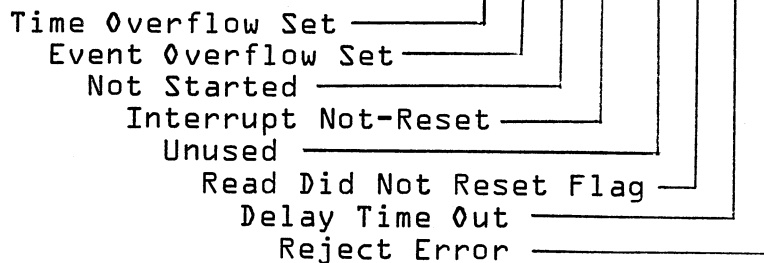 Time Overflow Set
Event Overflow Set
Not Started
Interrupt Not-Reset
Unused
Read Did Not Reset Flag
Delay Time Out
Reject Error